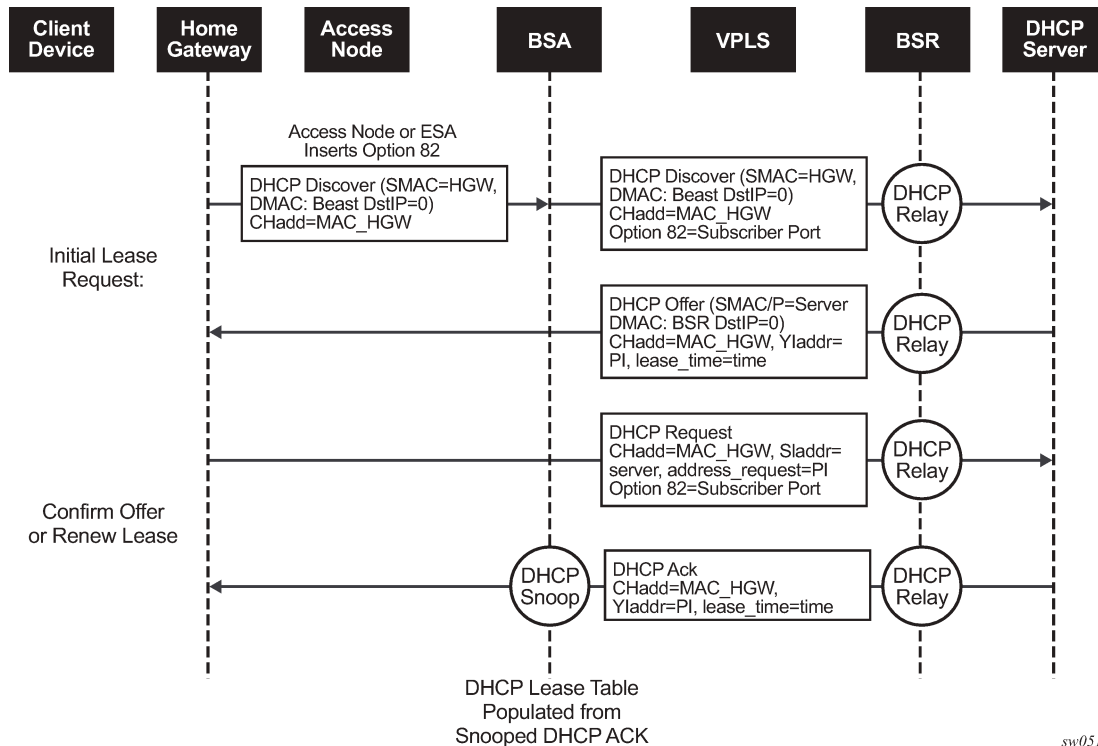 Client
Device
Home
Gateway
Access
Node
BSA
VPLS
BSR
DHCP
Server
Access Node or ESA
Inserts Option 82
DHCP Discover (SMAC=HGW,
DMAC: Beast DstIP=0)
CHadd=MAC_HGW
DHCP Discover (SMAC=HGW,
DMAC: Beast DstIP=0)
CHadd=MAC_HGW
Option 82=Subscriber Port
DHCP
Relay
Initial Lease
Request:
DHCP Offer (SMAC/P=Server
DMAC: BSR DstIP=0)
CHadd=MAC_HGW, YIaddr=
PI, lease_time=time
DHCP
Relay
DHCP Request
CHadd=MAC_HGW, SIaddr=
server, address_request=PI
Option 82=Subscriber Port
DHCP
Relay
Confirm Offer
or Renew Lease
DHCP
Snoop
DHCP Ack
CHadd=MAC_HGW,
YIaddr=PI, lease_time=time
DHCP
Relay
DHCP Lease Table
Populated from
Snooped DHCP ACK